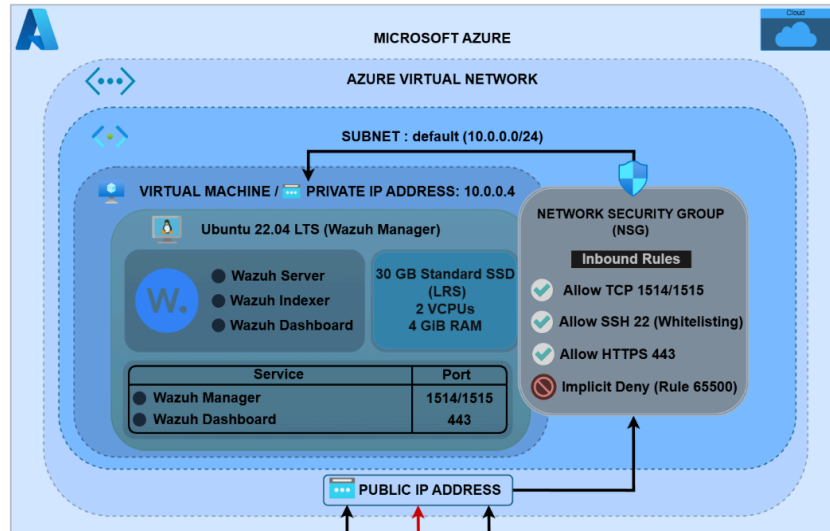 Cloud
MICROSOFT AZURE
AZURE VIRTUAL NETWORK
SUBNET : default (10.0.0.0/24)
VIRTUAL MACHINE / PRIVATE IP ADDRESS: 10.0.0.4
Ubuntu 22.04 LTS (Wazuh Manager)
W.
Wazuh Server
Wazuh Indexer
Wazuh Dashboard
30 GB Standard SSD
(LRS)
2 VCPUs
4 GiB RAM
Service Port
Wazuh Manager 1514/1515
Wazuh Dashboard 443
NETWORK SECURITY GROUP
(NSG)
Inbound Rules
Allow TCP 1514/1515
Allow SSH 22 (Whitelisting)
Allow HTTPS 443
Implicit Deny (Rule 65500)
PUBLIC IP ADDRESS